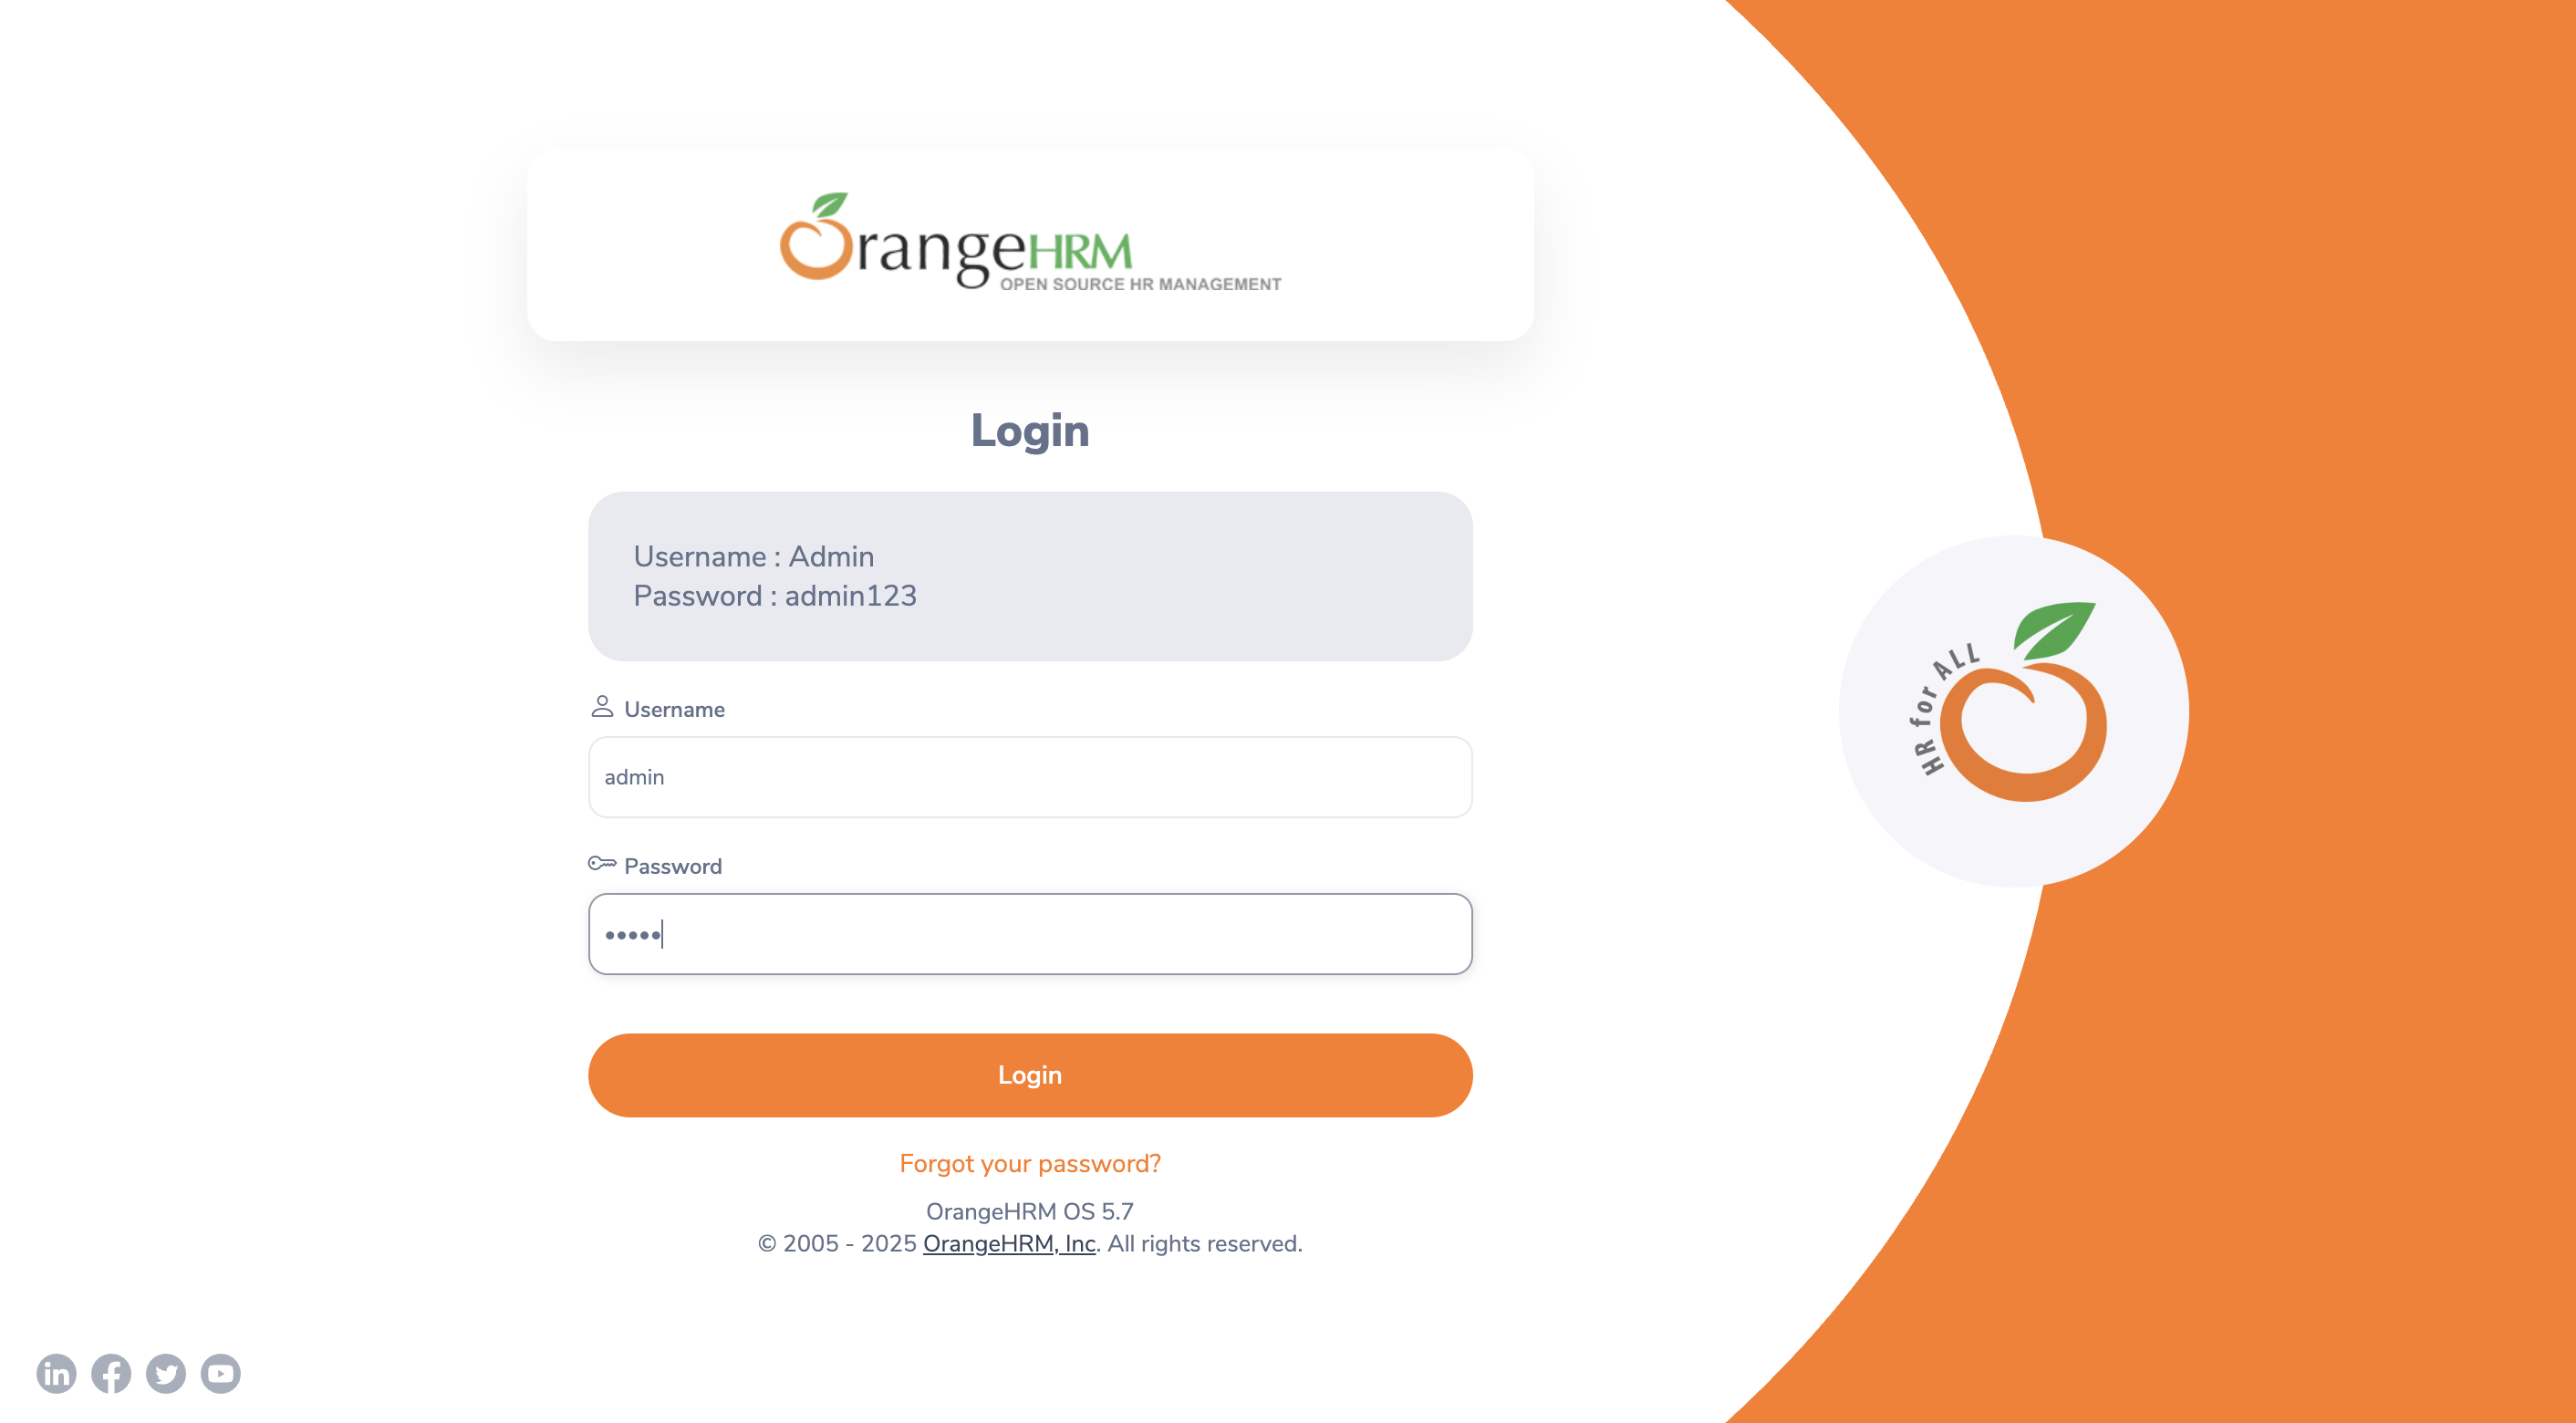 OrangeHRM
OPEN SOURCE HR MANAGEMENT
Login
Username : Admin
Password : admin123
Username
admin
Password
•••••
Login
Forgot your password?
OrangeHRM OS 5.7
© 2005 - 2025 OrangeHRM, Inc. All rights reserved.
HR for ALL